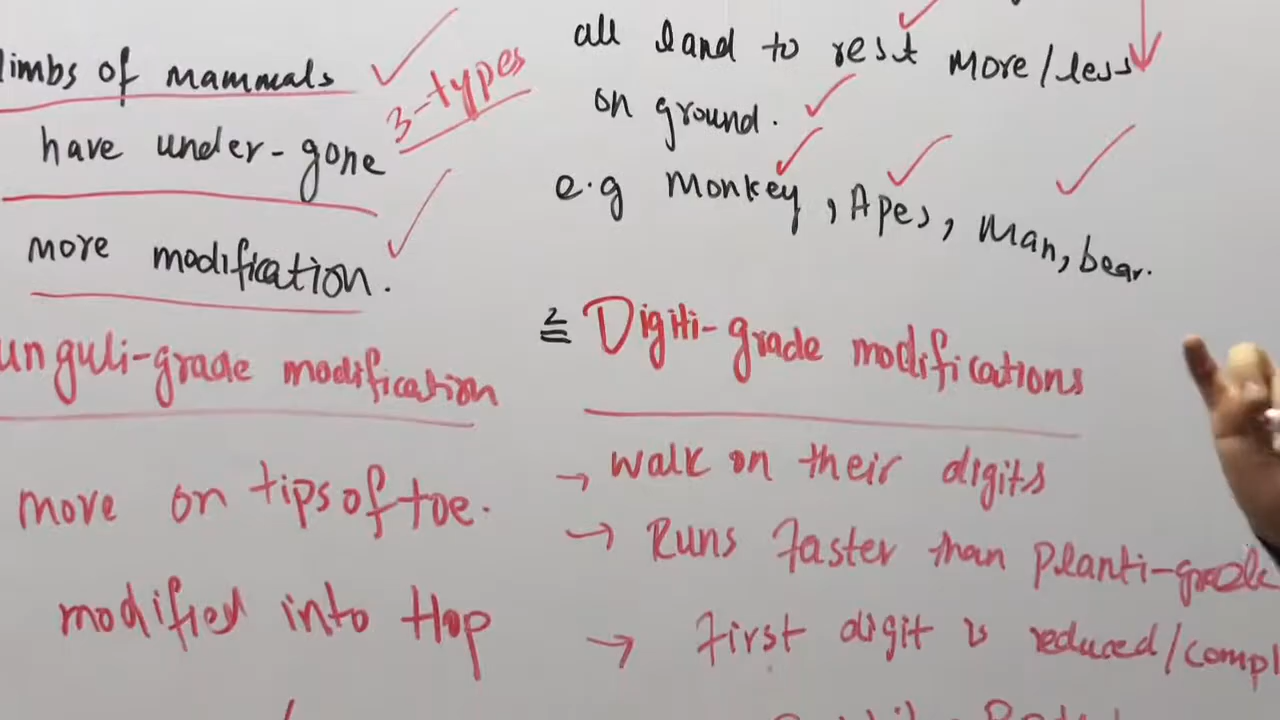 limbs of mammals
3-types
have under-gone
more modification.
unguli-grade modification
move on tips of toe.
modified into Hop
all land to rest more/less
on ground.
e.g Monkey, Apes, Man, bear.
2 Digiti-grade modifications
→ walk on their digits
→ Runs faster than Planti-grade
→ First digit is reduced/compl